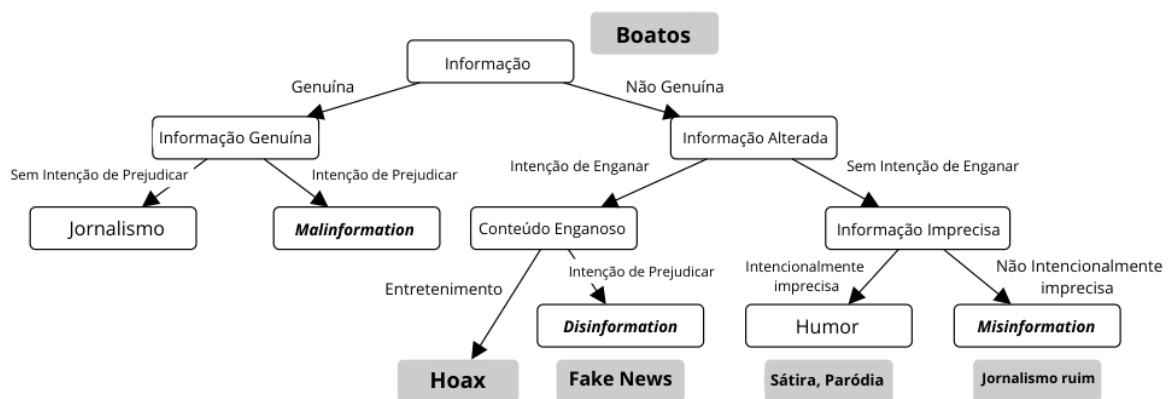 Boatos
Informação
Genuína
Não Genuína
Informação Genuína
Informação Alterada
Sem Intenção de Prejudicar
Intenção de Prejudicar
Intenção de Enganar
Sem Intenção de Enganar
Jornalismo
Malinformation
Conteúdo Enganoso
Informação Imprecisa
Entretenimento
Intenção de Prejudicar
Intencionalmente
imprecisa
Não Intencionalmente
imprecisa
Disinformation
Humor
Misinformation
Hoax
Fake News
Sátira, Paródia
Jornalismo ruim